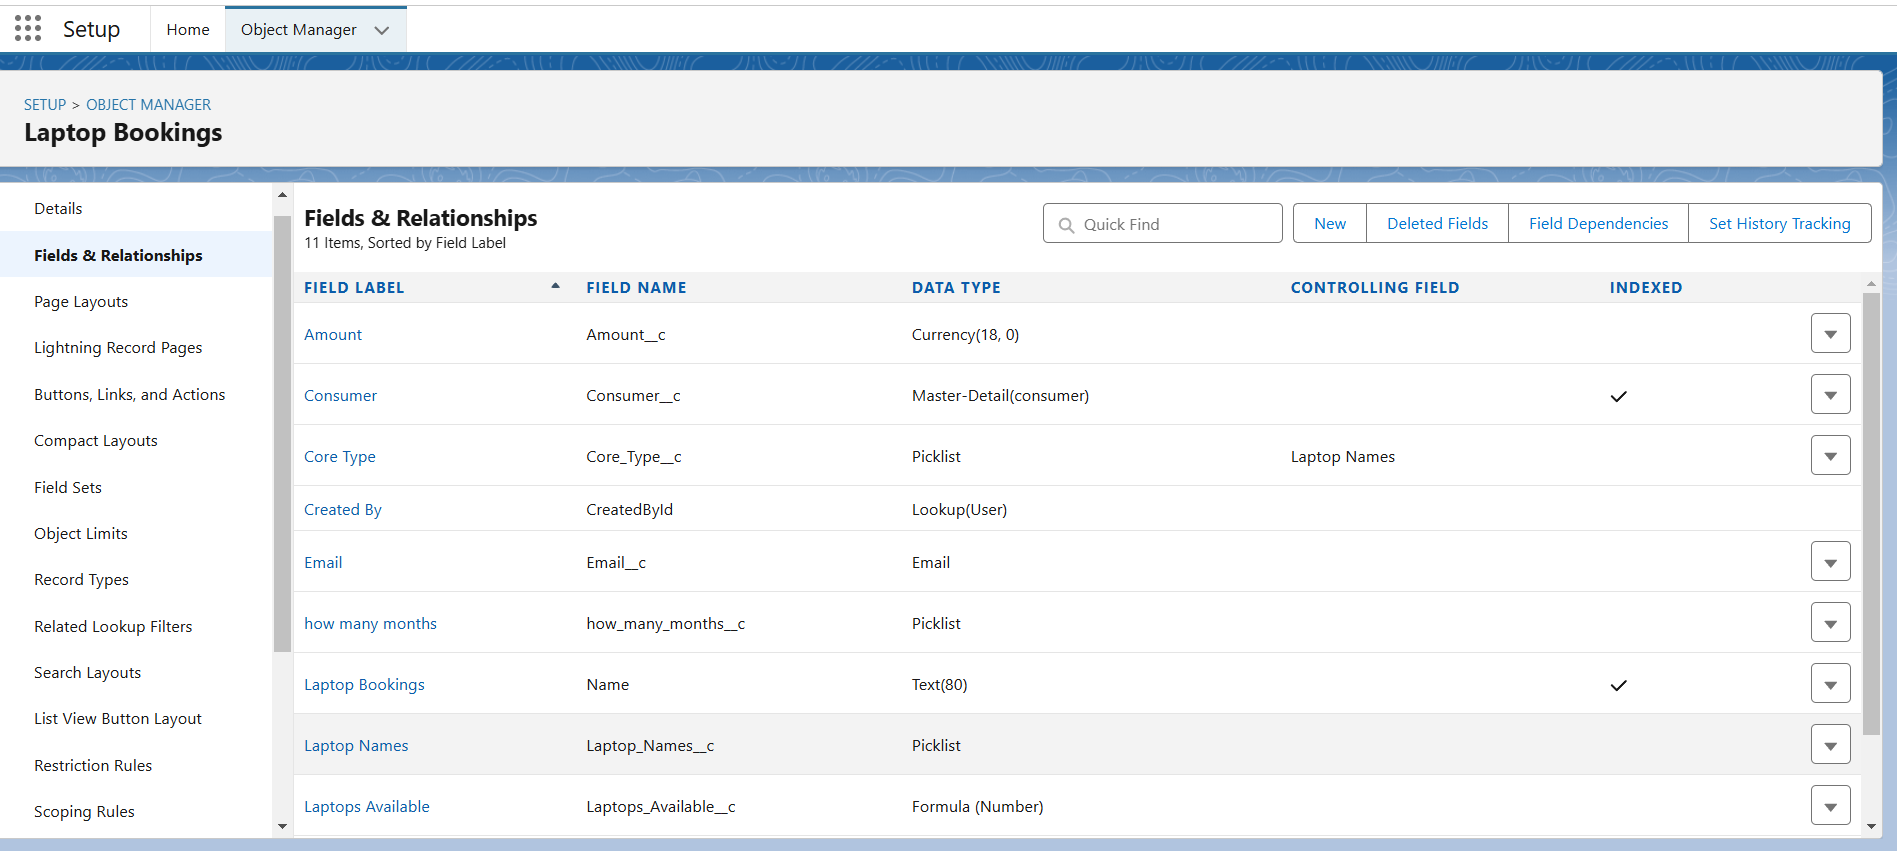 Setup
Home
Object Manager
SETUP > OBJECT MANAGER
Laptop Bookings
Details
Fields & Relationships
Page Layouts
Lightning Record Pages
Buttons, Links, and Actions
Compact Layouts
Field Sets
Object Limits
Record Types
Related Lookup Filters
Search Layouts
List View Button Layout
Restriction Rules
Scoping Rules
Fields & Relationships
11 Items, Sorted by Field Label
Quick Find
New
Deleted Fields
Field Dependencies
Set History Tracking
FIELD LABEL FIELD NAME DATA TYPE CONTROLLING FIELD INDEXED
Amount Amount__c Currency(18, 0)
Consumer Consumer__c Master-Detail(consumer)
Core Type Core_Type__c Picklist Laptop Names
Created By CreatedById Lookup(User)
Email Email__c Email
how many months how_many_months__c Picklist
Laptop Bookings Name Text(80)
Laptop Names Laptop_Names__c Picklist
Laptops Available Laptops_Available__c Formula (Number)